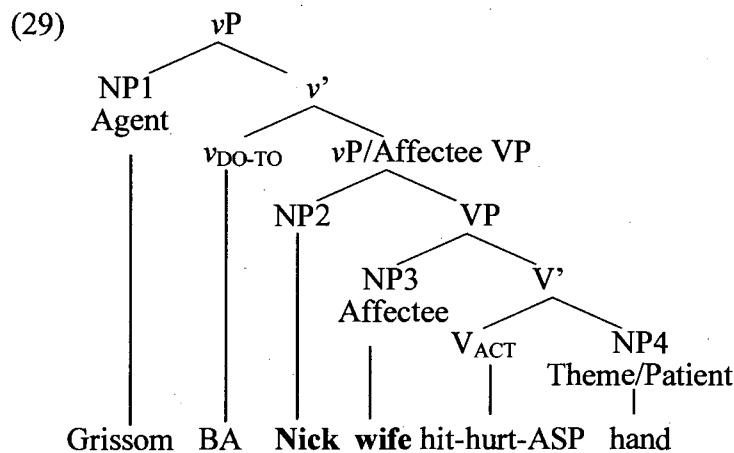 (29) vP
NP1 v’
Agent
vDO-TO vP/Affectee VP
NP2 VP
NP3 V’
Affectee
VACT NP4
Theme/Patient
Grissom BA Nick wife hit-hurt-ASP hand